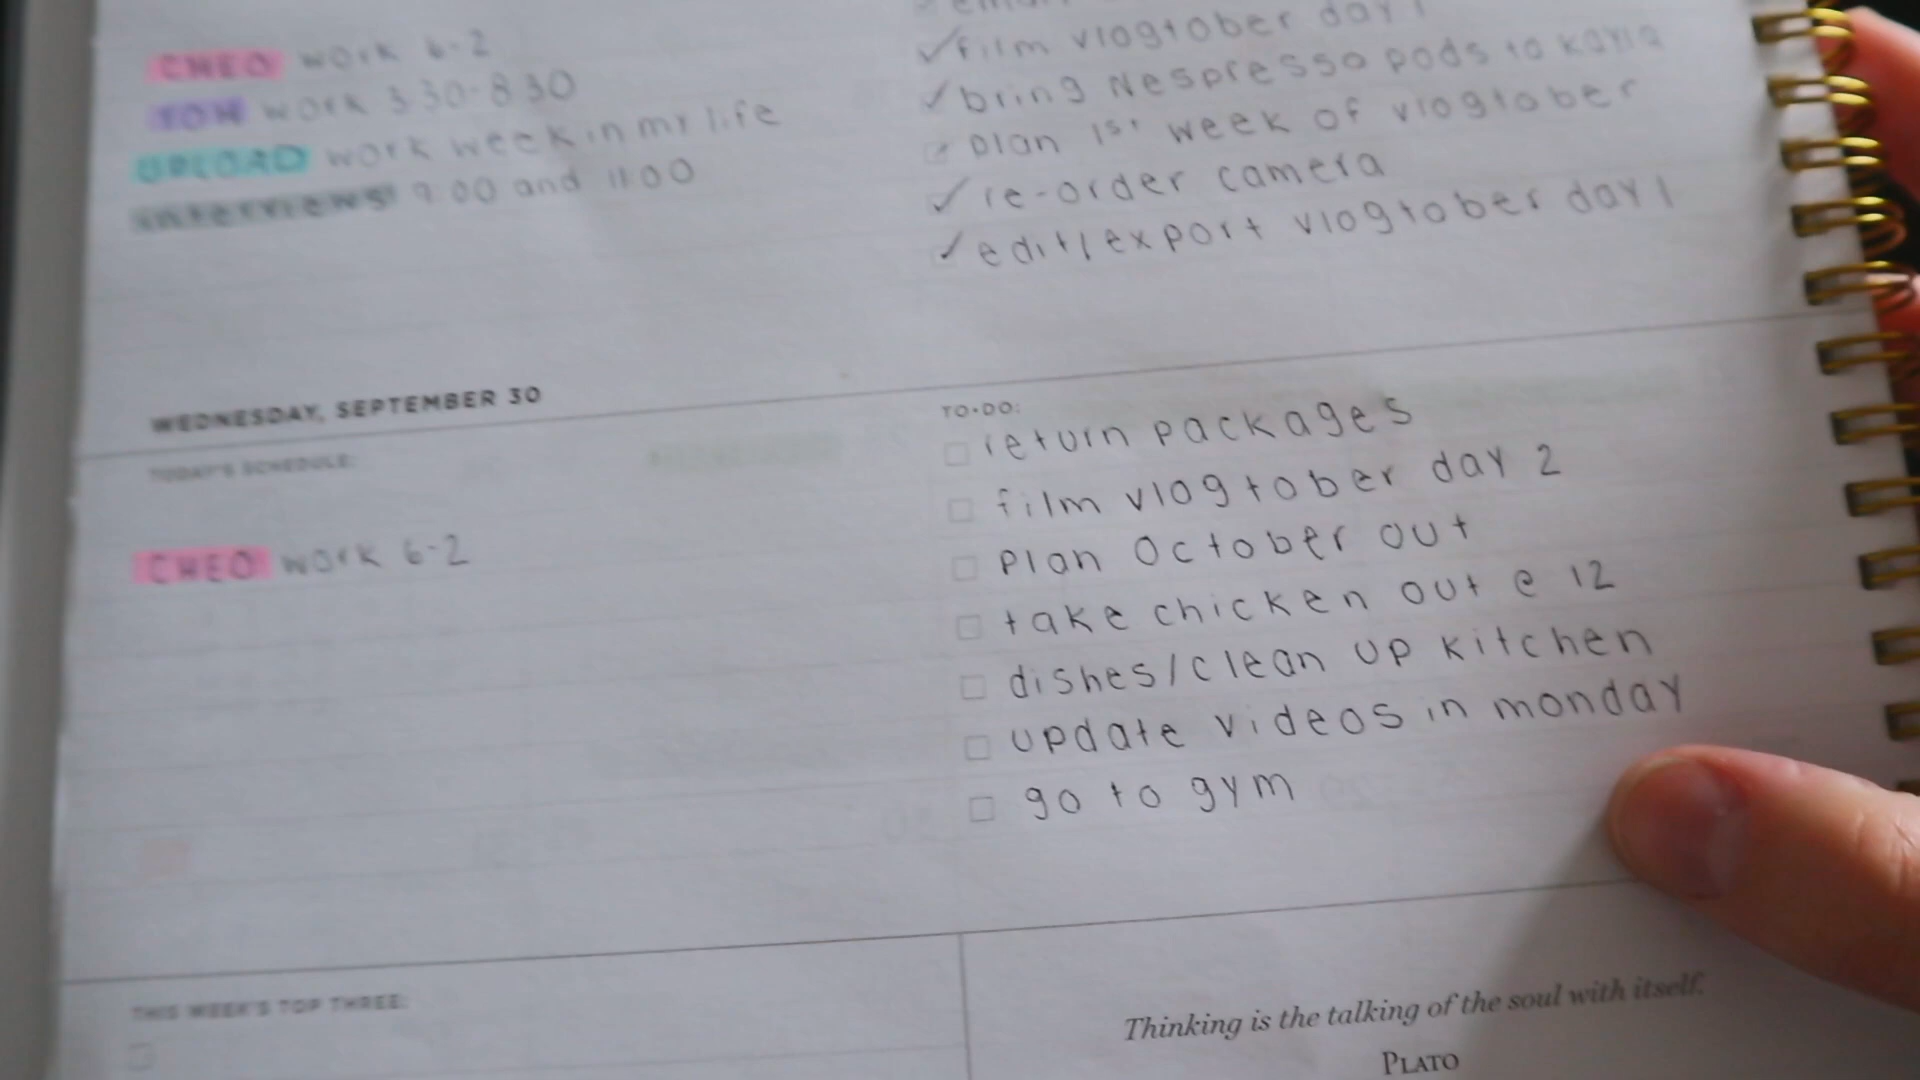 CHEO work 6-2
TOH work 3:30-8:30
UPLOAD work week in my life
interviews! 9:00 and 11:00
film vlogtober day 1
bring Nespresso pods to Kayla
plan 1st week of vlogtober
re-order camera
edit/export vlogtober day 1
WEDNESDAY, SEPTEMBER 30
TODAY'S SCHEDULE:
CHEO work 6-2
TO-DO:
return packages
film vlogtober day 2
plan October out
take chicken out @ 12
dishes/clean up kitchen
update videos in monday
go to gym
THIS WEEK'S TOP THREE:
Thinking is the talking of the soul with itself.
PLATO